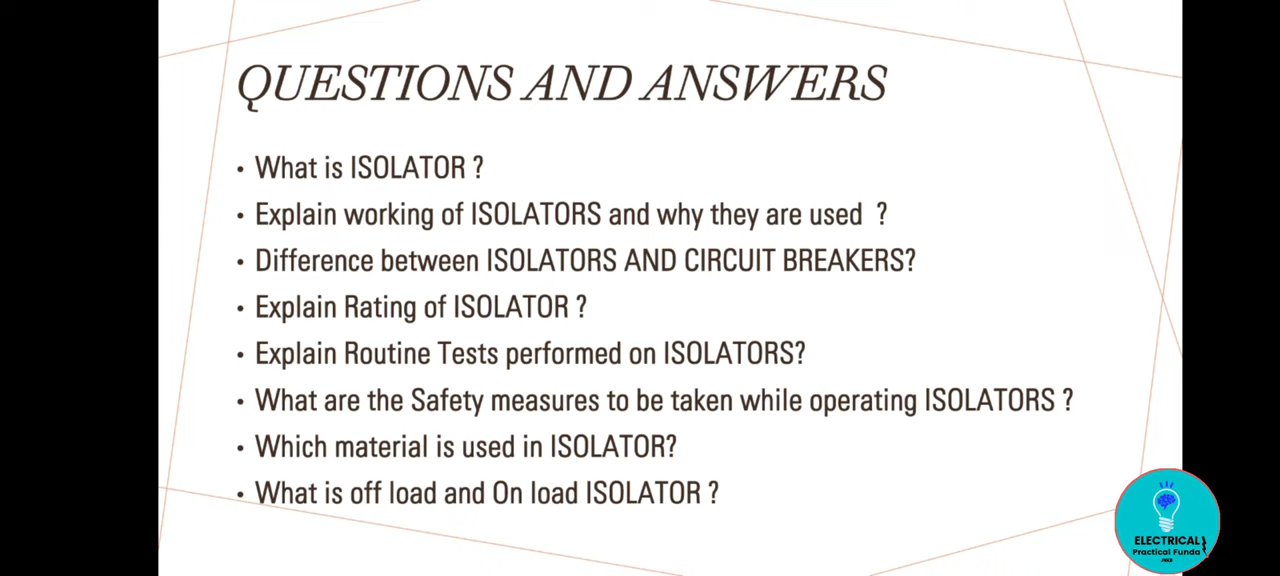 QUESTIONS AND ANSWERS
• What is ISOLATOR ?
• Explain working of ISOLATORS and why they are used ?
• Difference between ISOLATORS AND CIRCUIT BREAKERS?
• Explain Rating of ISOLATOR ?
• Explain Routine Tests performed on ISOLATORS?
• What are the Safety measures to be taken while operating ISOLATORS ?
• Which material is used in ISOLATOR?
• What is off load and On load ISOLATOR ?
ELECTRICAL
Practical Funda